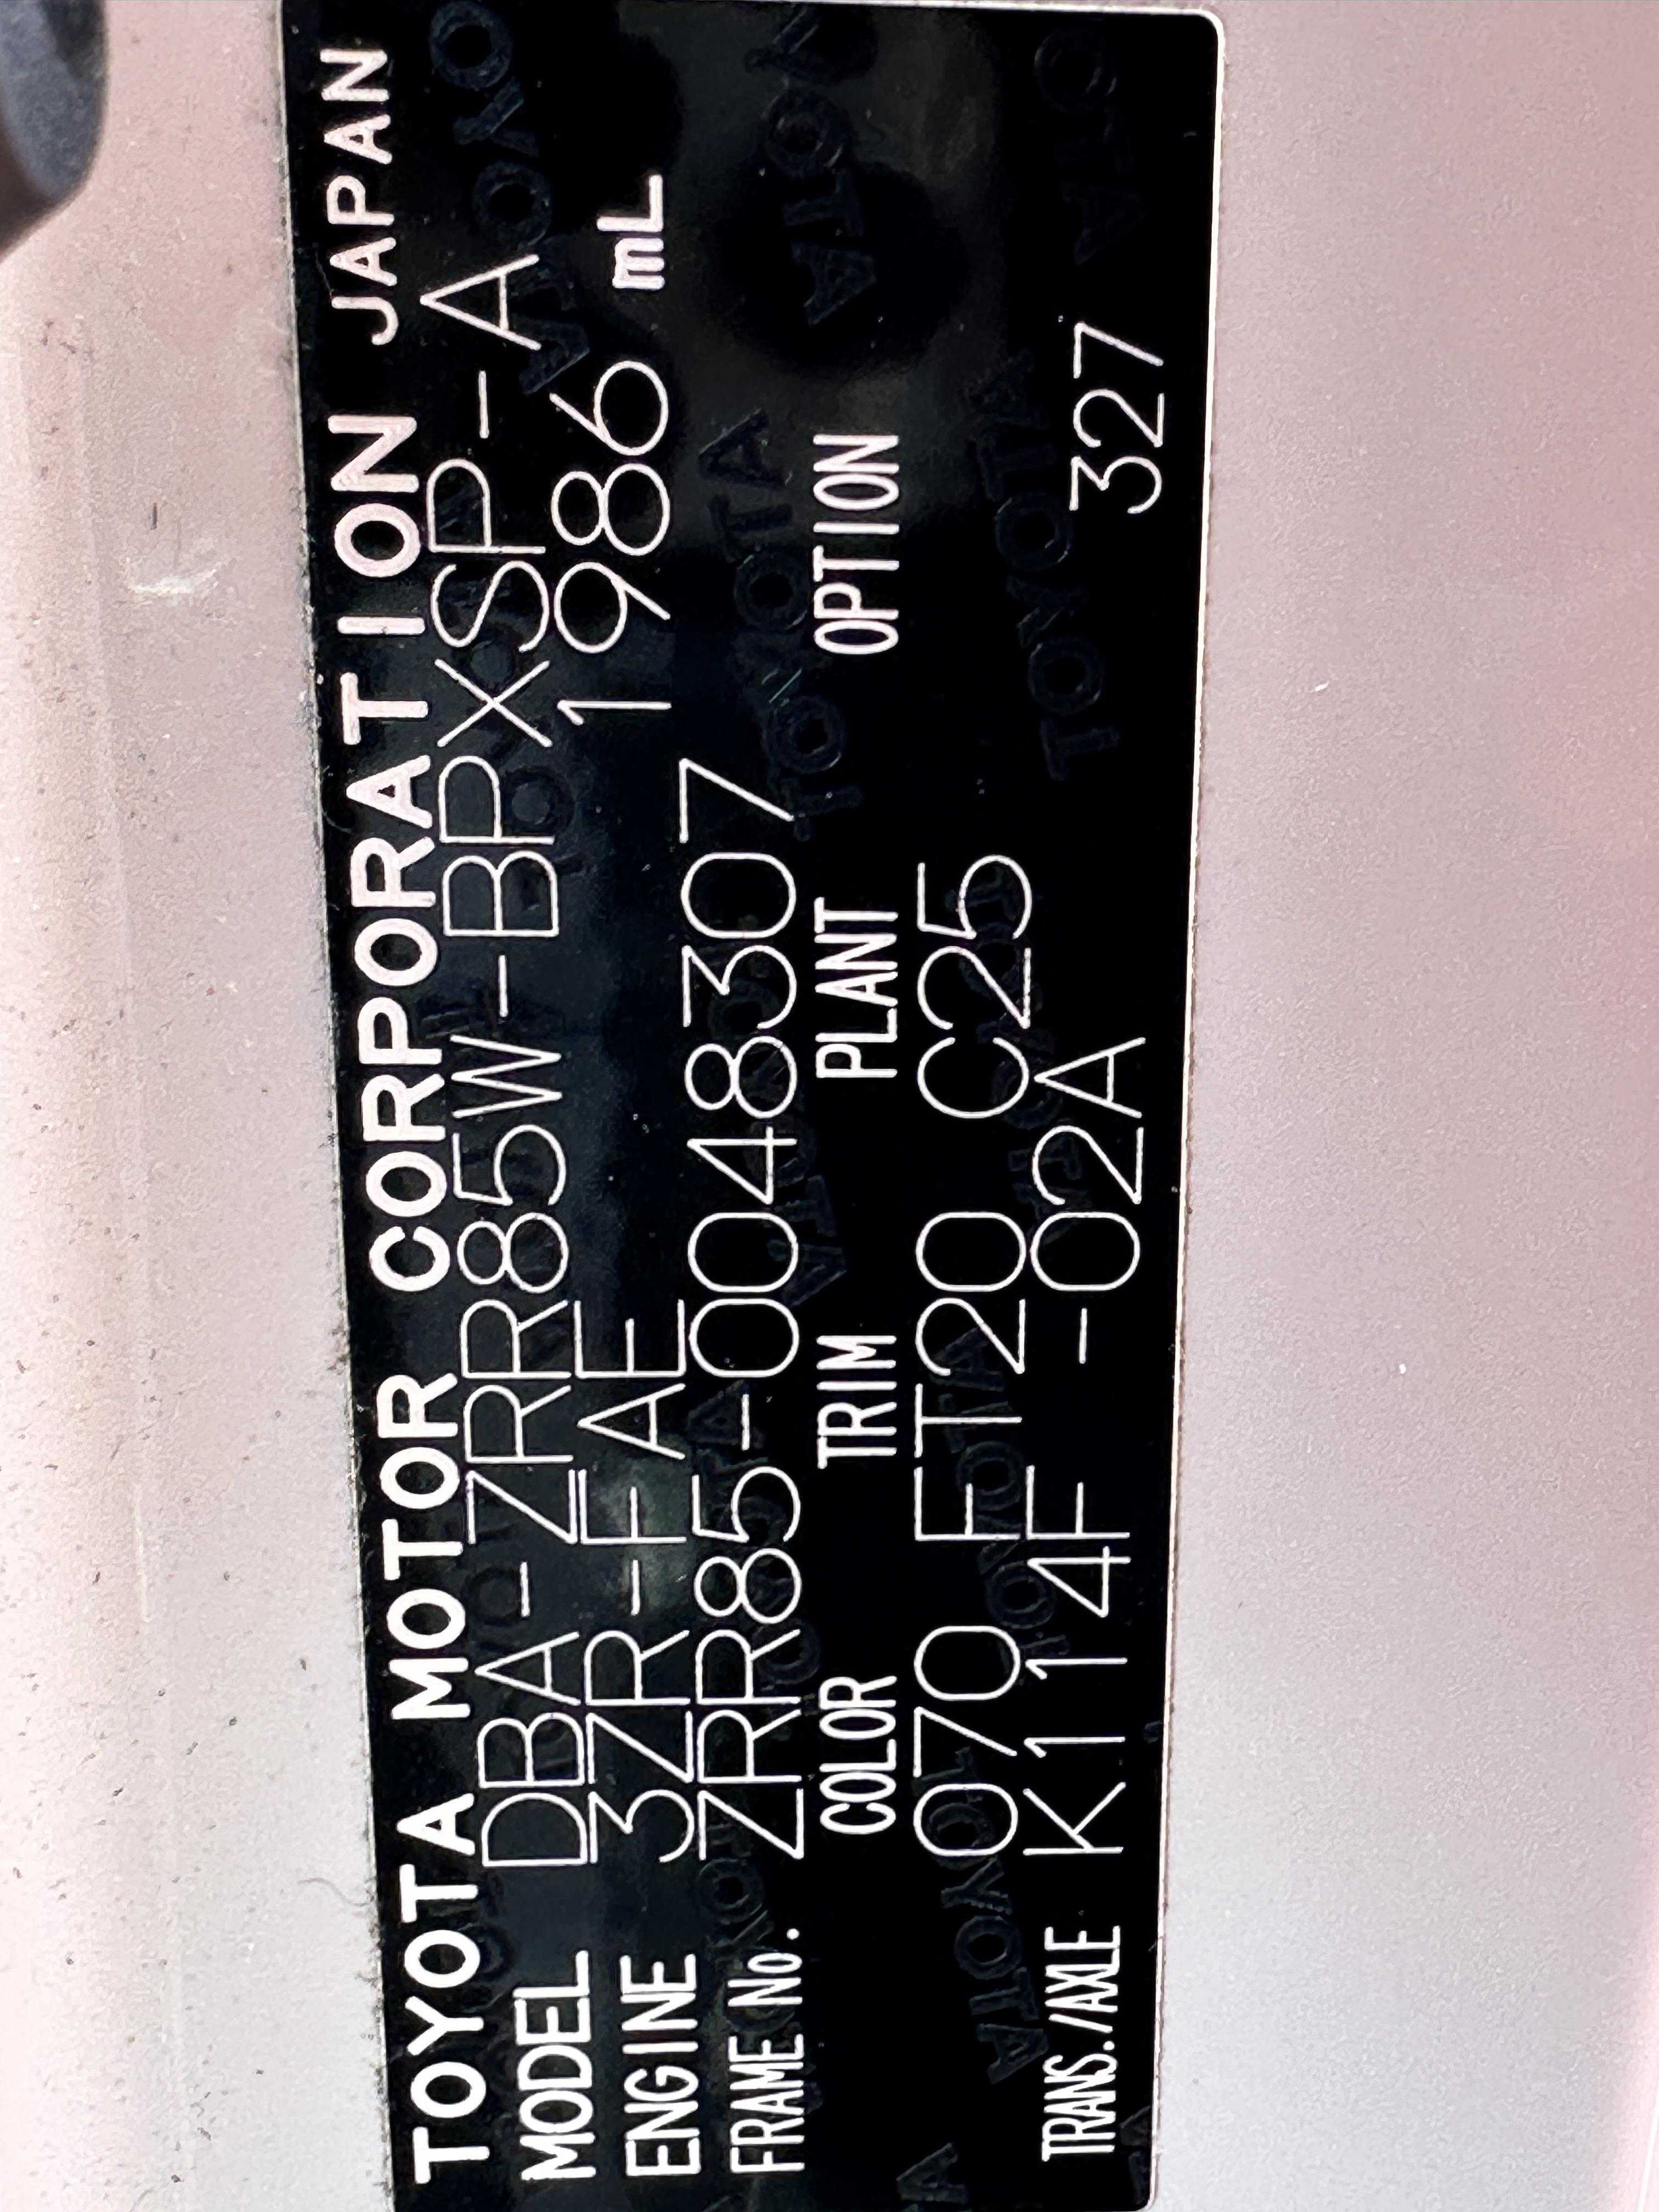 TOYOTA MOTOR CORPORATION JAPAN
MODEL DBA-ZRR85W-BPXSP-A
ENGINE 3ZR-FAE 1986 mL
FRAME No. ZRR85-0048307
COLOR TRIM PLANT OPTION
070 FT20 C25
TRANS./AXLE K114F -02A 327